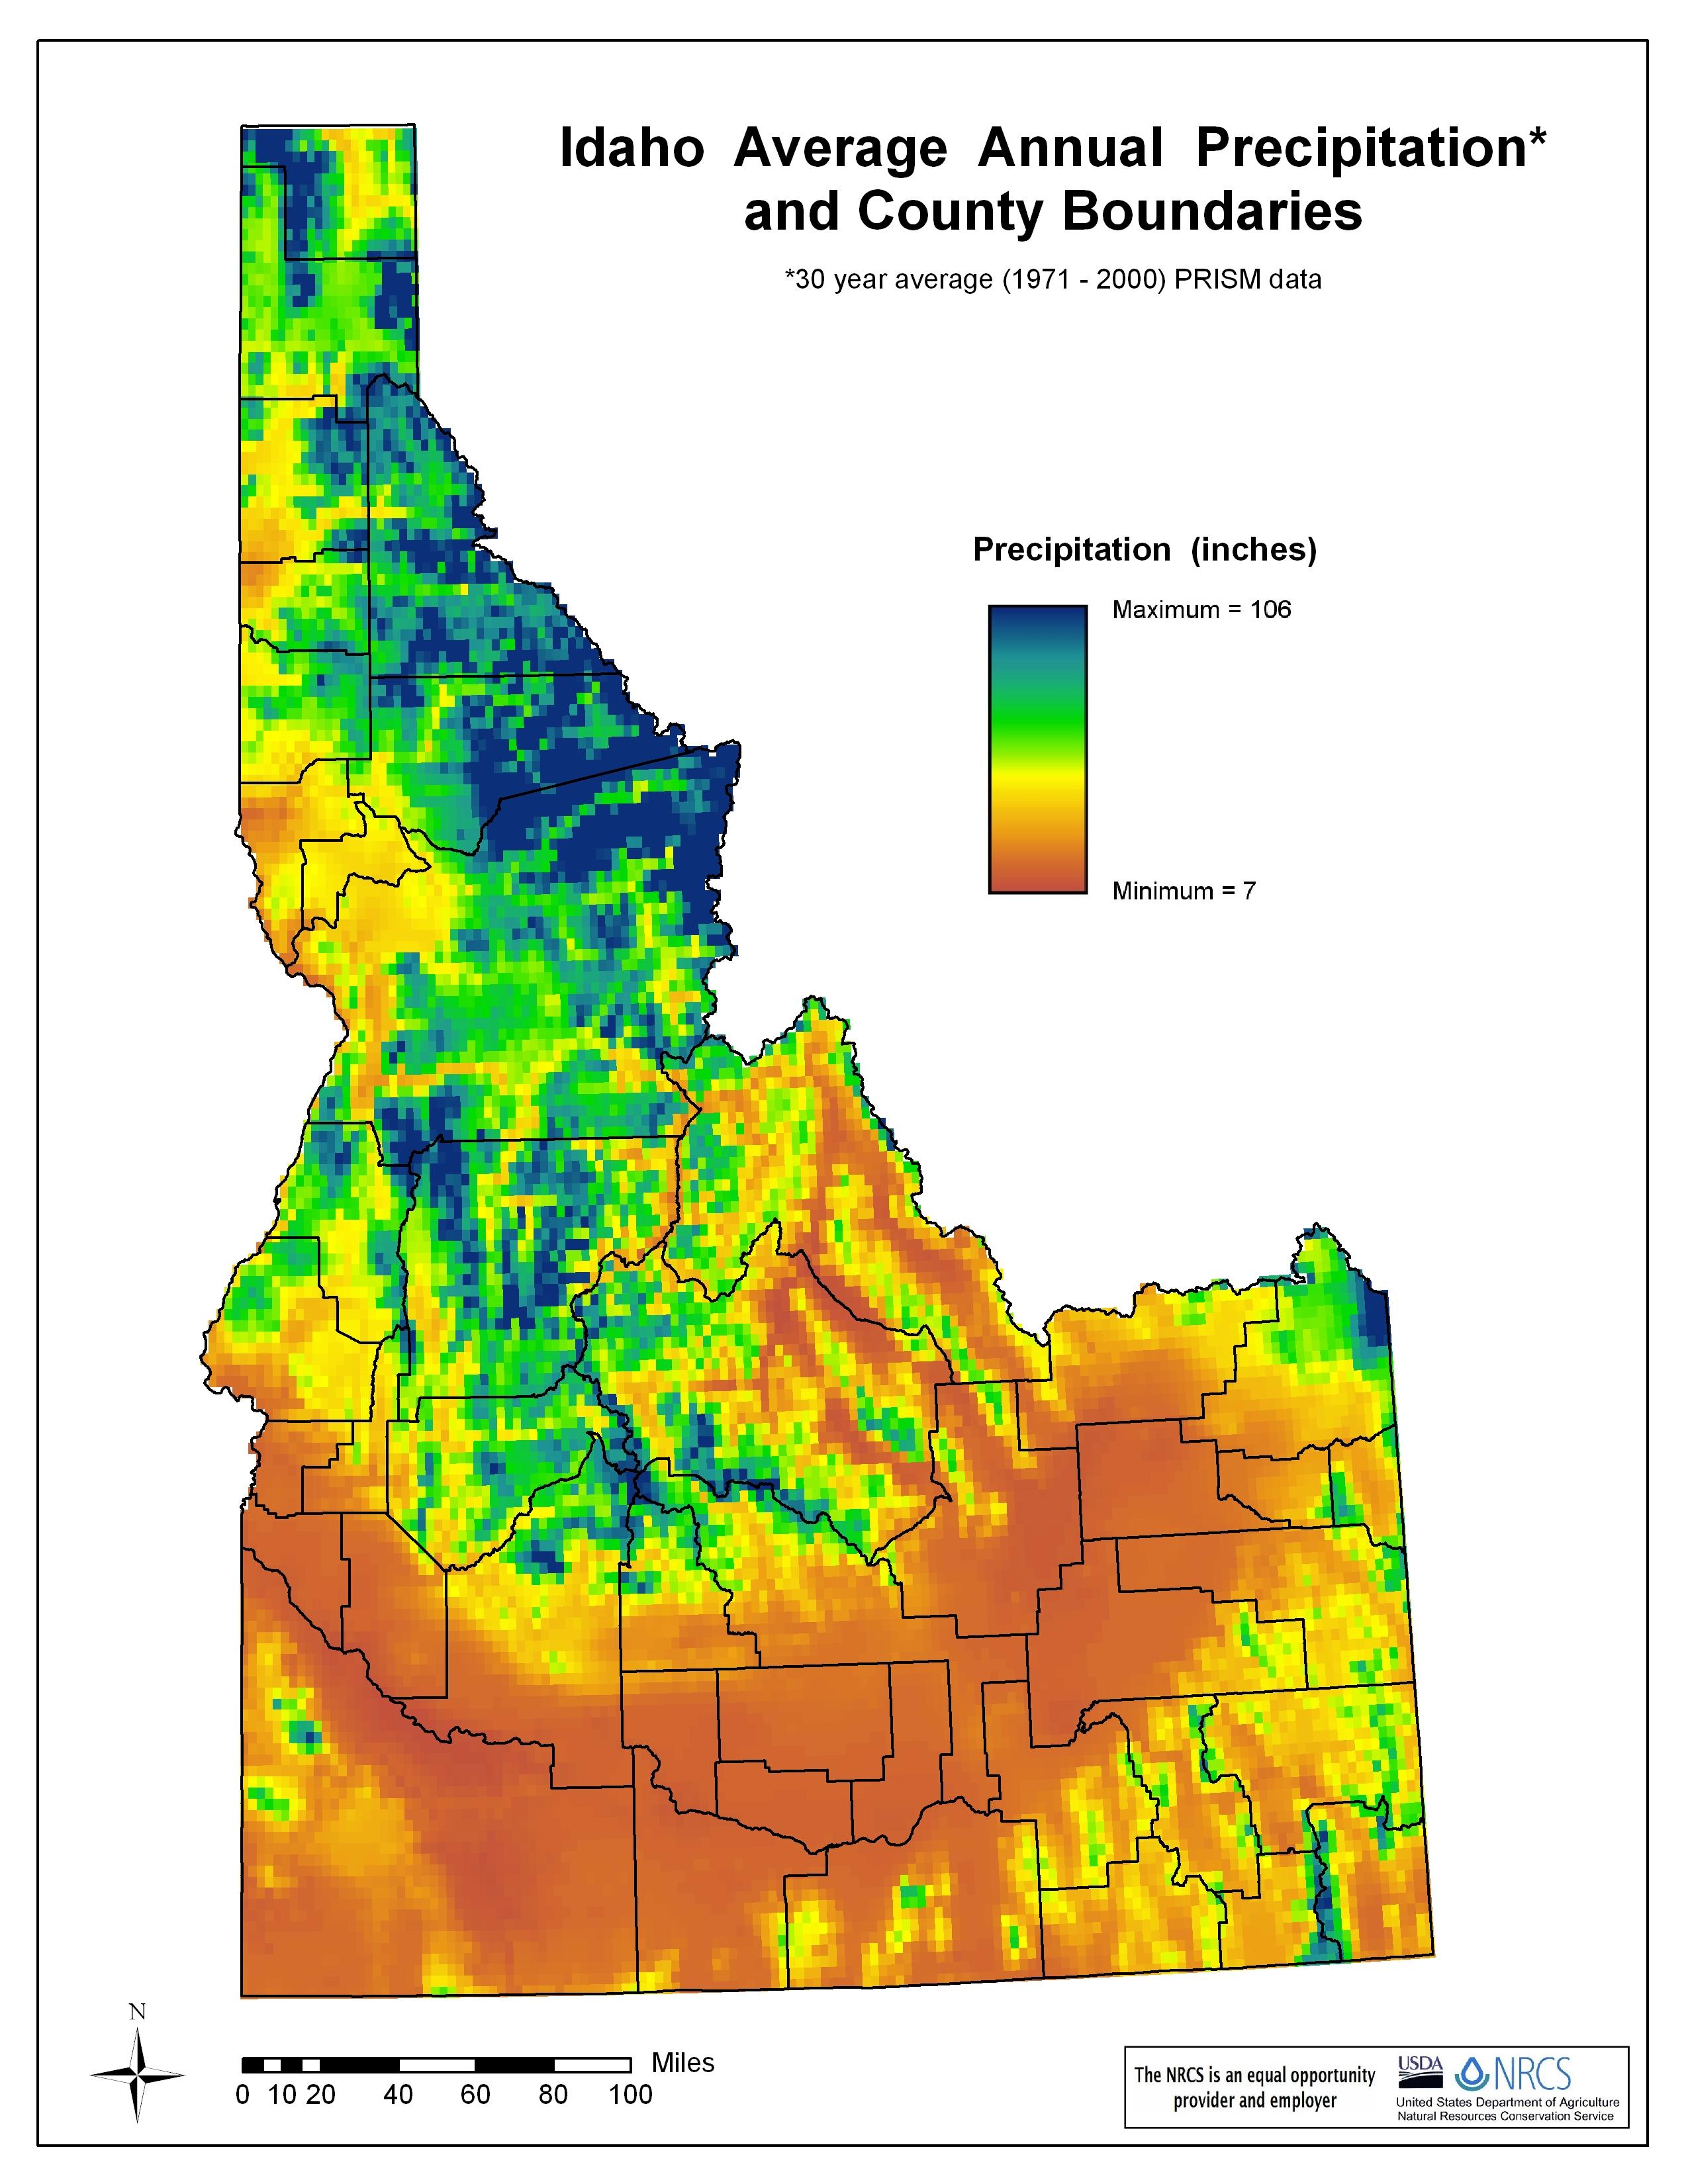 Idaho Average Annual Precipitation*
and County Boundaries
*30 year average (1971 - 2000) PRISM data
Precipitation (inches)
Maximum = 106
Minimum = 7
N
Miles
0 10 20 40 60 80 100
The NRCS is an equal opportunity
provider and employer
USDA
NRCS
United States Department of Agriculture
Natural Resources Conservation Service